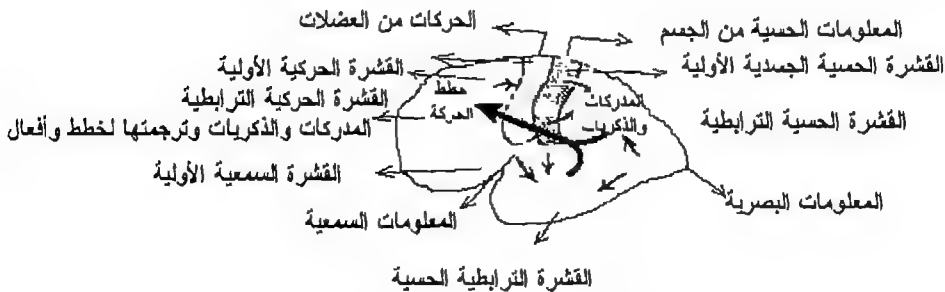 الحركات من العضلات
المعلومات الحسية من الجسم
القشرة الحركية الأولية
القشرة الحسية الجسدية الأولية
خطط
الحركة
المدركات
والذكريات
القشرة الحركية الترابطية
القشرة الحسية الترابطية
المدركات والذكريات وترجمتها لخطط وأفعال
القشرة السمعية الأولية
المعلومات البصرية
المعلومات السمعية
القشرة الترابطية الحسية